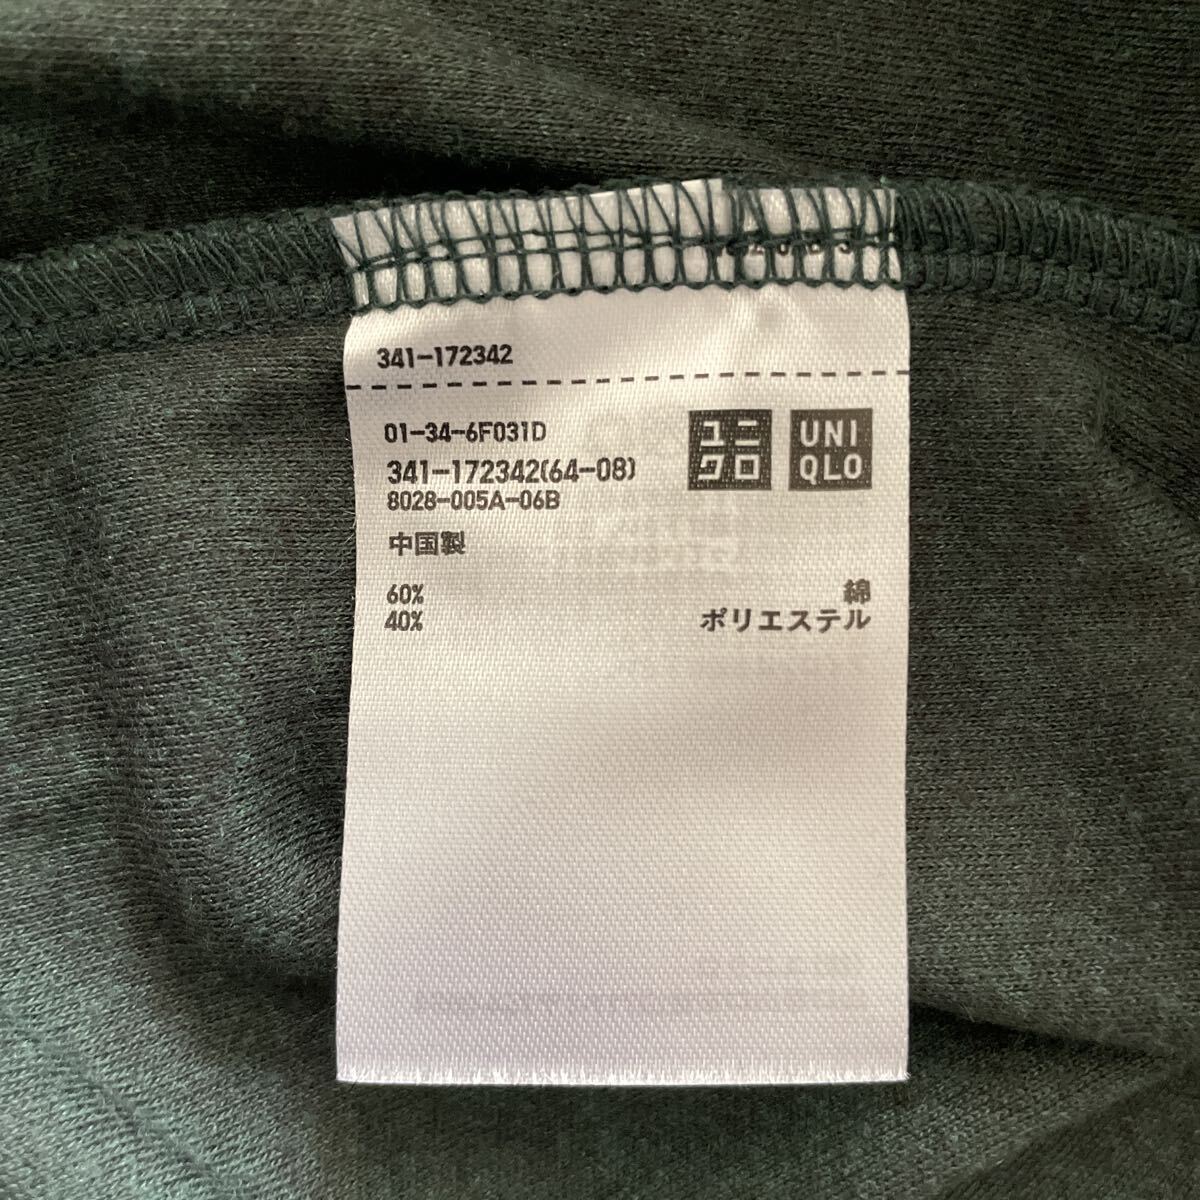 341-172342
01-34-6F031D
341-172342(64-08)
8028-005A-06B
ユニ
クロ
UNI
QLO
中国製
60% 綿
40% ポリエステル